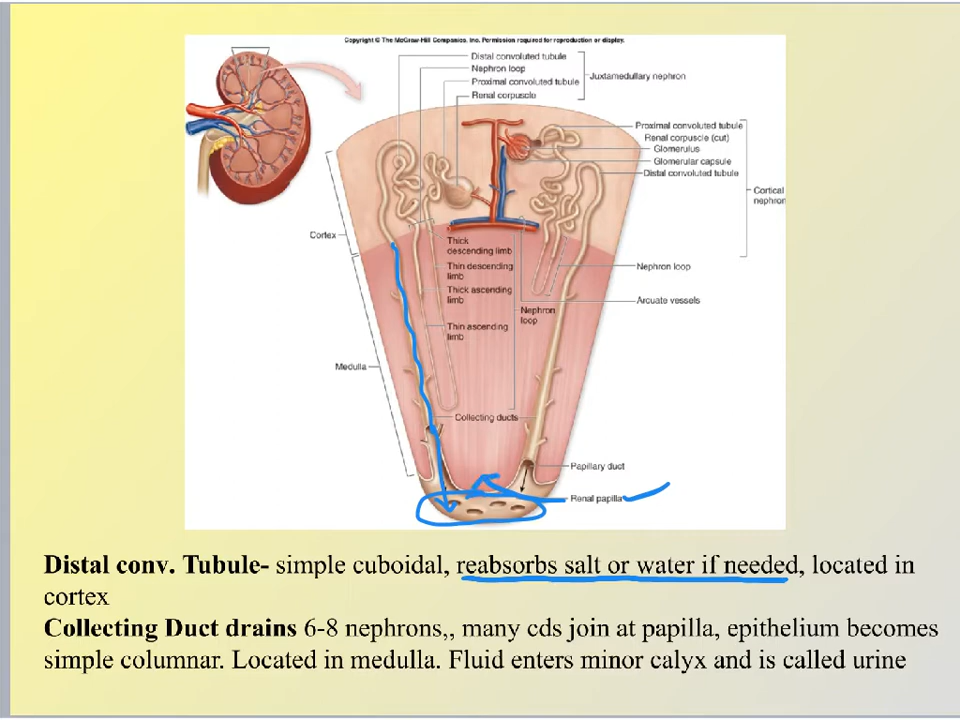 Copyright © The McGraw-Hill Companies, Inc. Permission required for reproduction or display.
Distal convoluted tubule
Nephron loop
Proximal convoluted tubule
Renal corpuscle
Juxtamedullary nephron
Proximal convoluted tubule
Renal corpuscle (cut)
Glomerulus
Glomerular capsule
Distal convoluted tubule
Cortical
nephron
Cortex
Thick
descending limb
Thin descending
limb
Thick ascending
limb
Thin ascending
limb
Nephron
loop
Nephron loop
Arcuate vessels
Medulla
Collecting ducts
Papillary duct
Renal papilla
Distal conv. Tubule- simple cuboidal, reabsorbs salt or water if needed, located in
cortex
Collecting Duct drains 6-8 nephrons,, many cds join at papilla, epithelium becomes
simple columnar. Located in medulla. Fluid enters minor calyx and is called urine